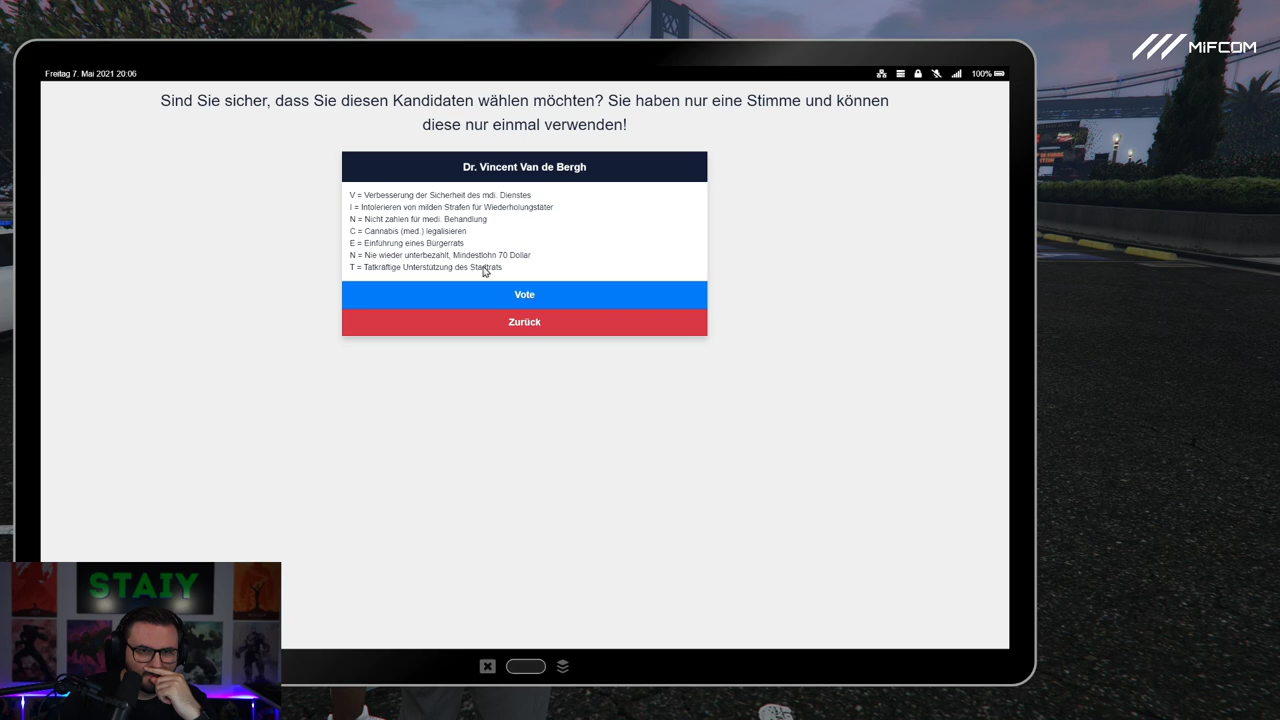 MIFCOM
Freitag 7. Mai 2021 20:06
100%
Sind Sie sicher, dass Sie diesen Kandidaten wählen möchten? Sie haben nur eine Stimme und können
diese nur einmal verwenden!
Dr. Vincent Van de Bergh
V = Verbesserung der Sicherheit des mdi. Dienstes
I = Intolerieren von milden Strafen für Wiederholungstäter
N = Nicht zahlen für medi. Behandlung
C = Cannabis (med.) legalisieren
E = Einführung eines Bürgerrats
N = Nie wieder unterbezahlt, Mindestlohn 70 Dollar
T = Tatkräftige Unterstützung des Stadtrats
Vote
Zurück
STAIY